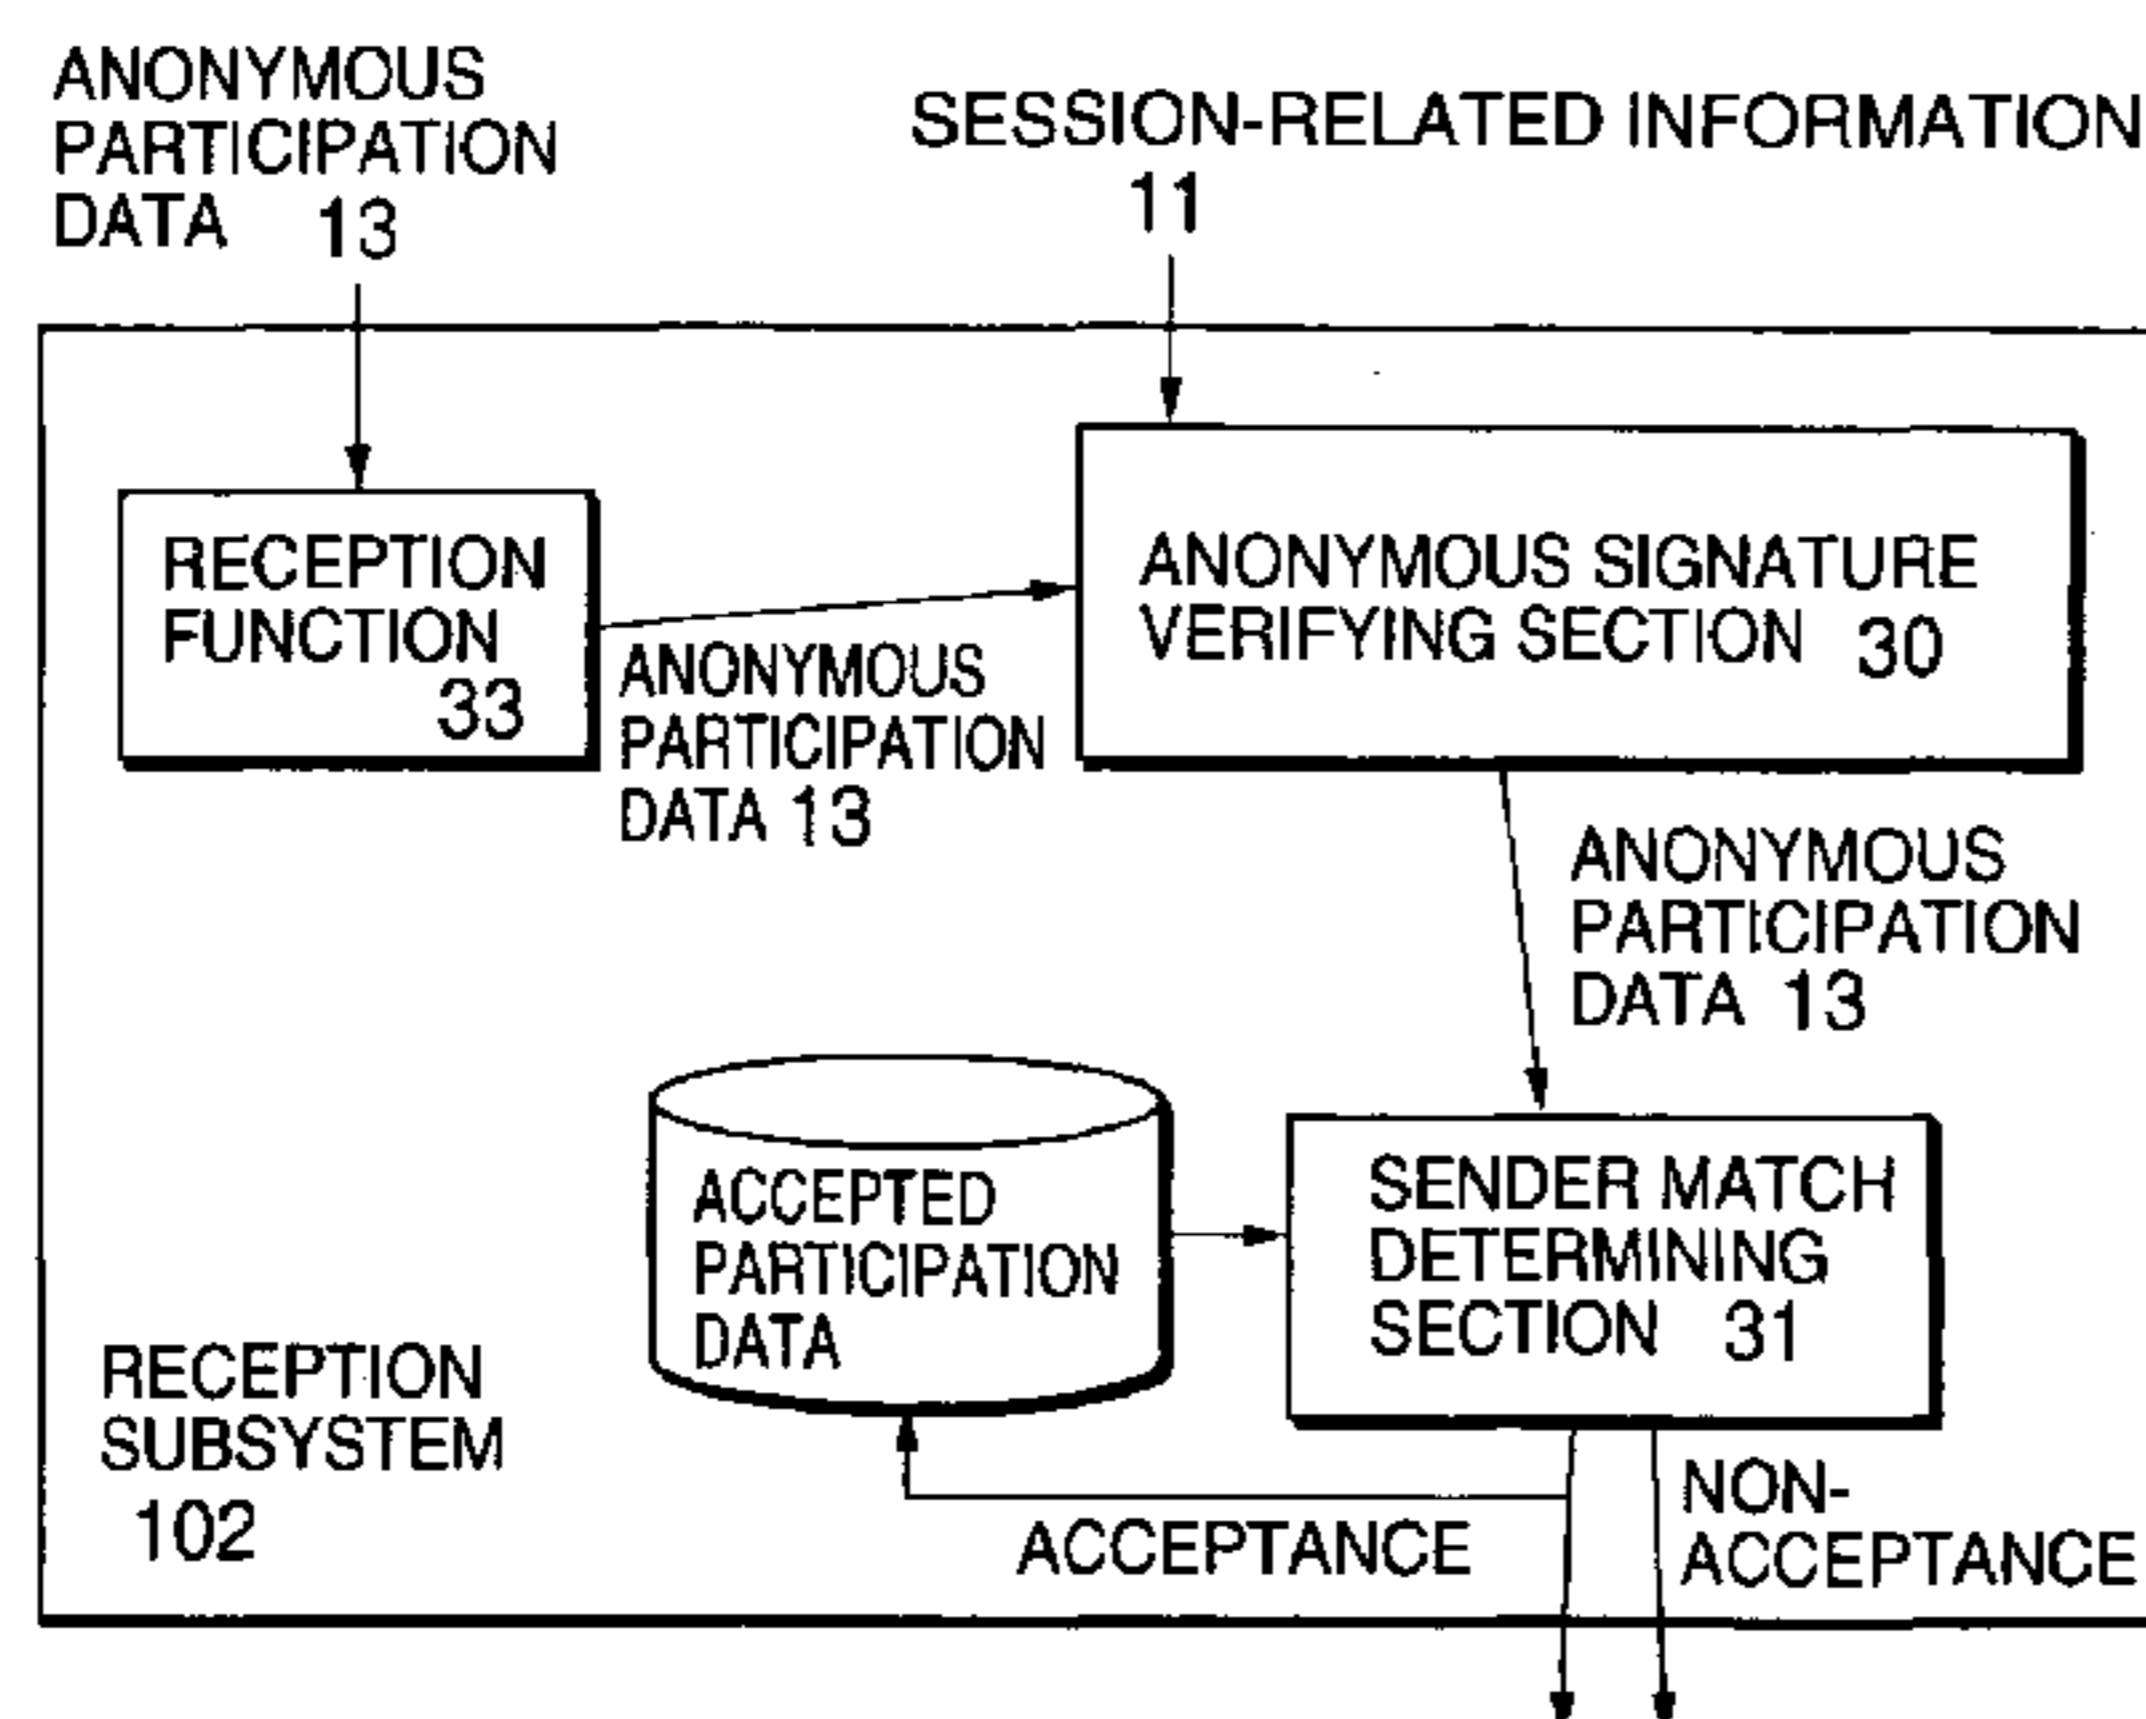 ANONYMOUS
PARTICIPATION
DATA 13
SESSION-RELATED INFORMATION
11
RECEPTION
FUNCTION
33
ANONYMOUS
PARTICIPATION
DATA 13
ANONYMOUS SIGNATURE
VERIFYING SECTION 30
ANONYMOUS
PARTICIPATION
DATA 13
ACCEPTED
PARTICIPATION
DATA
SENDER MATCH
DETERMINING
SECTION 31
RECEPTION
SUBSYSTEM
102
ACCEPTANCE
NON-
ACCEPTANCE